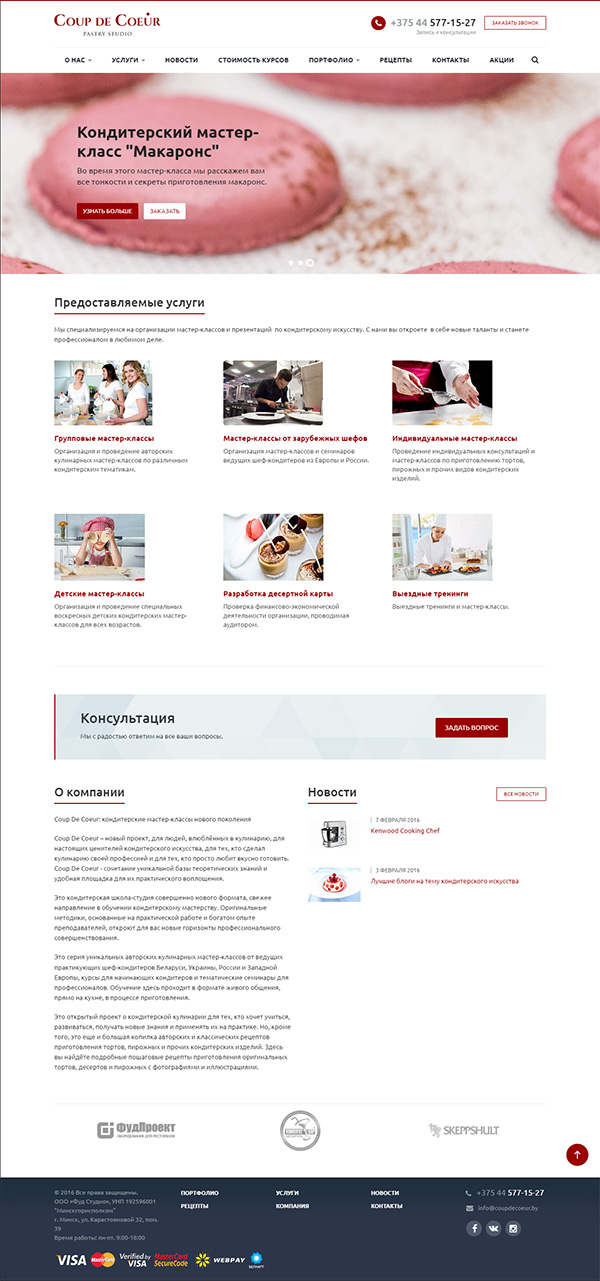 COUP DE COEUR
PASTRY STUDIO
+375 44 577-15-27
Запись и консультации
ЗАКАЗАТЬ ЗВОНОК
О НАС
УСЛУГИ
НОВОСТИ
СТОИМОСТЬ КУРСОВ
ПОРТФОЛИО
РЕЦЕПТЫ
КОНТАКТЫ
АКЦИИ
Кондитерский мастер-
класс "Макаронс"
Во время этого мастер-класса мы расскажем вам
все тонкости и секреты приготовления макаронс.
УЗНАТЬ БОЛЬШЕ
ЗАКАЗАТЬ
Предоставляемые услуги
Мы специализируемся на организации мастер-классов и презентаций по кондитерскому искусству. С нами вы откроете в себе новые таланты и станете
профессионалом в любимом деле.
Групповые мастер-классы
Организация и проведение авторских
кулинарных мастер-классов по различным
кондитерским тематикам.
Мастер-классы от зарубежных шефов
Организация мастер-классов и семинаров
ведущих шеф-кондитеров из Европы и России.
Индивидуальные мастер-классы
Проведение индивидуальных консультаций и
мастер-классов по приготовлению тортов,
пирожных и прочих видов кондитерских
изделий.
Детские мастер-классы
Организация и проведение специальных
воскресных детских кондитерских мастер-
классов для всех возрастов.
Разработка десертной карты
Проверка финансово-экономической
деятельности организации, проводимая
аудитором.
Выездные тренинги
Выездные тренинги и мастер-классы.
Консультация
Мы с радостью ответим на все ваши вопросы.
ЗАДАТЬ ВОПРОС
О компании
Coup De Coeur: кондитерские мастер-классы нового поколения
Coup De Coeur – новый проект, для людей, влюблённых в кулинарию, для
настоящих ценителей кондитерского искусства, для тех, кто сделал
кулинарию своей профессией и для тех, кто просто любит вкусно готовить.
Coup De Coeur - сочетание уникальной базы теоретических знаний и
удобная площадка для их практического воплощения.
Это кондитерская школа-студия совершенно нового формата, свежее
направление в обучении кондитерскому мастерству. Оригинальные
методики, основанные на практической работе и богатом опыте
преподавателей, откроют для вас новые горизонты профессионального
совершенствования.
Это серия уникальных авторских кулинарных мастер-классов от ведущих
практикующих шеф-кондитеров Беларуси, Украины, России и Западной
Европы, курсы для начинающих кондитеров и тематические семинары для
профессионалов. Обучение здесь проходит в формате живого общения,
прямо на кухне, в процессе приготовления.
Это открытый проект о кондитерской кулинарии для тех, кто хочет учиться,
развиваться, получать новые знания и применять их на практике. Но, кроме
того, это еще и большая копилка авторских и классических рецептов
приготовления тортов, пирожных и прочих кондитерских изделий. Здесь
вы найдёте подробные пошаговые рецепты приготовления оригинальных
тортов, десертов и пирожных с фотографиями и иллюстрациями.
Новости
ВСЕ НОВОСТИ
7 ФЕВРАЛЯ 2016
Kenwood Cooking Chef
3 ФЕВРАЛЯ 2016
Лучшие блоги на тему кондитерского искусства
ФудПроект
ОБОРУДОВАНИЕ ДЛЯ РЕСТОРАНОВ
SKEPPSHULT
© 2016 Все права защищены.
ООО «Фуд Студио», УНП 192596001
"Мингорисполком"
г. Минск, ул. Карастояновой 32, пом.
39
Время работы: пн-пт, 9:00-18:00
ПОРТФОЛИО
РЕЦЕПТЫ
УСЛУГИ
КОМПАНИЯ
НОВОСТИ
КОНТАКТЫ
+375 44 577-15-27
info@coupdecoeur.by
VISA
MasterCard
Verified by
VISA
MasterCard
SecureCode
WEBPAY
БЕЛКАРТ